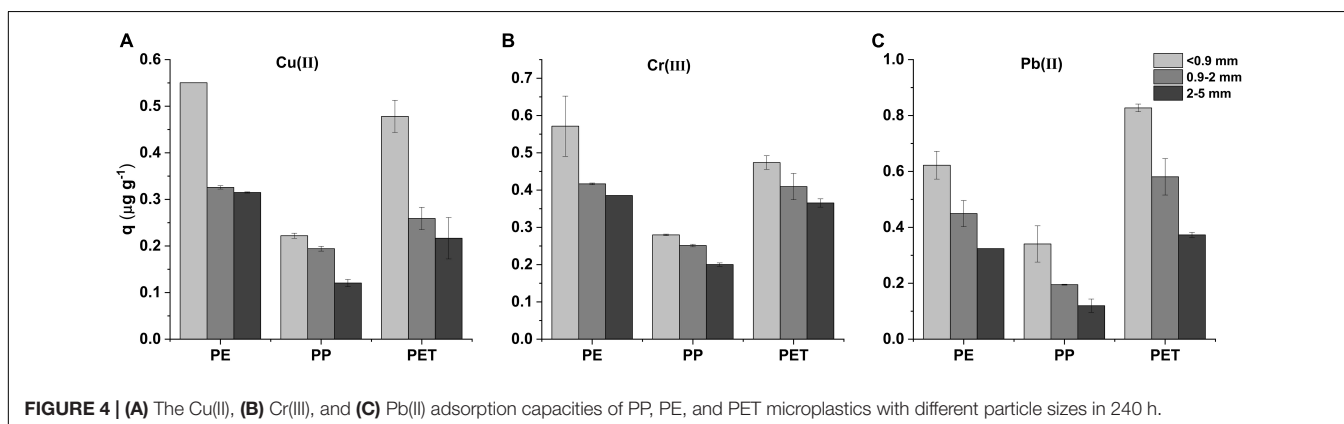 A
Cu(II)
q (µg g⁻¹)
0.6
0.5
0.4
0.3
0.2
0.1
0.0
PE PP PET
B
Cr(III)
0.7
0.6
0.5
0.4
0.3
0.2
0.1
0.0
PE PP PET
C
Pb(II)
1.0
0.8
0.6
0.4
0.2
0.0
PE PP PET
<0.9 mm
0.9-2 mm
2-5 mm
FIGURE 4 | (A) The Cu(II), (B) Cr(III), and (C) Pb(II) adsorption capacities of PP, PE, and PET microplastics with different particle sizes in 240 h.